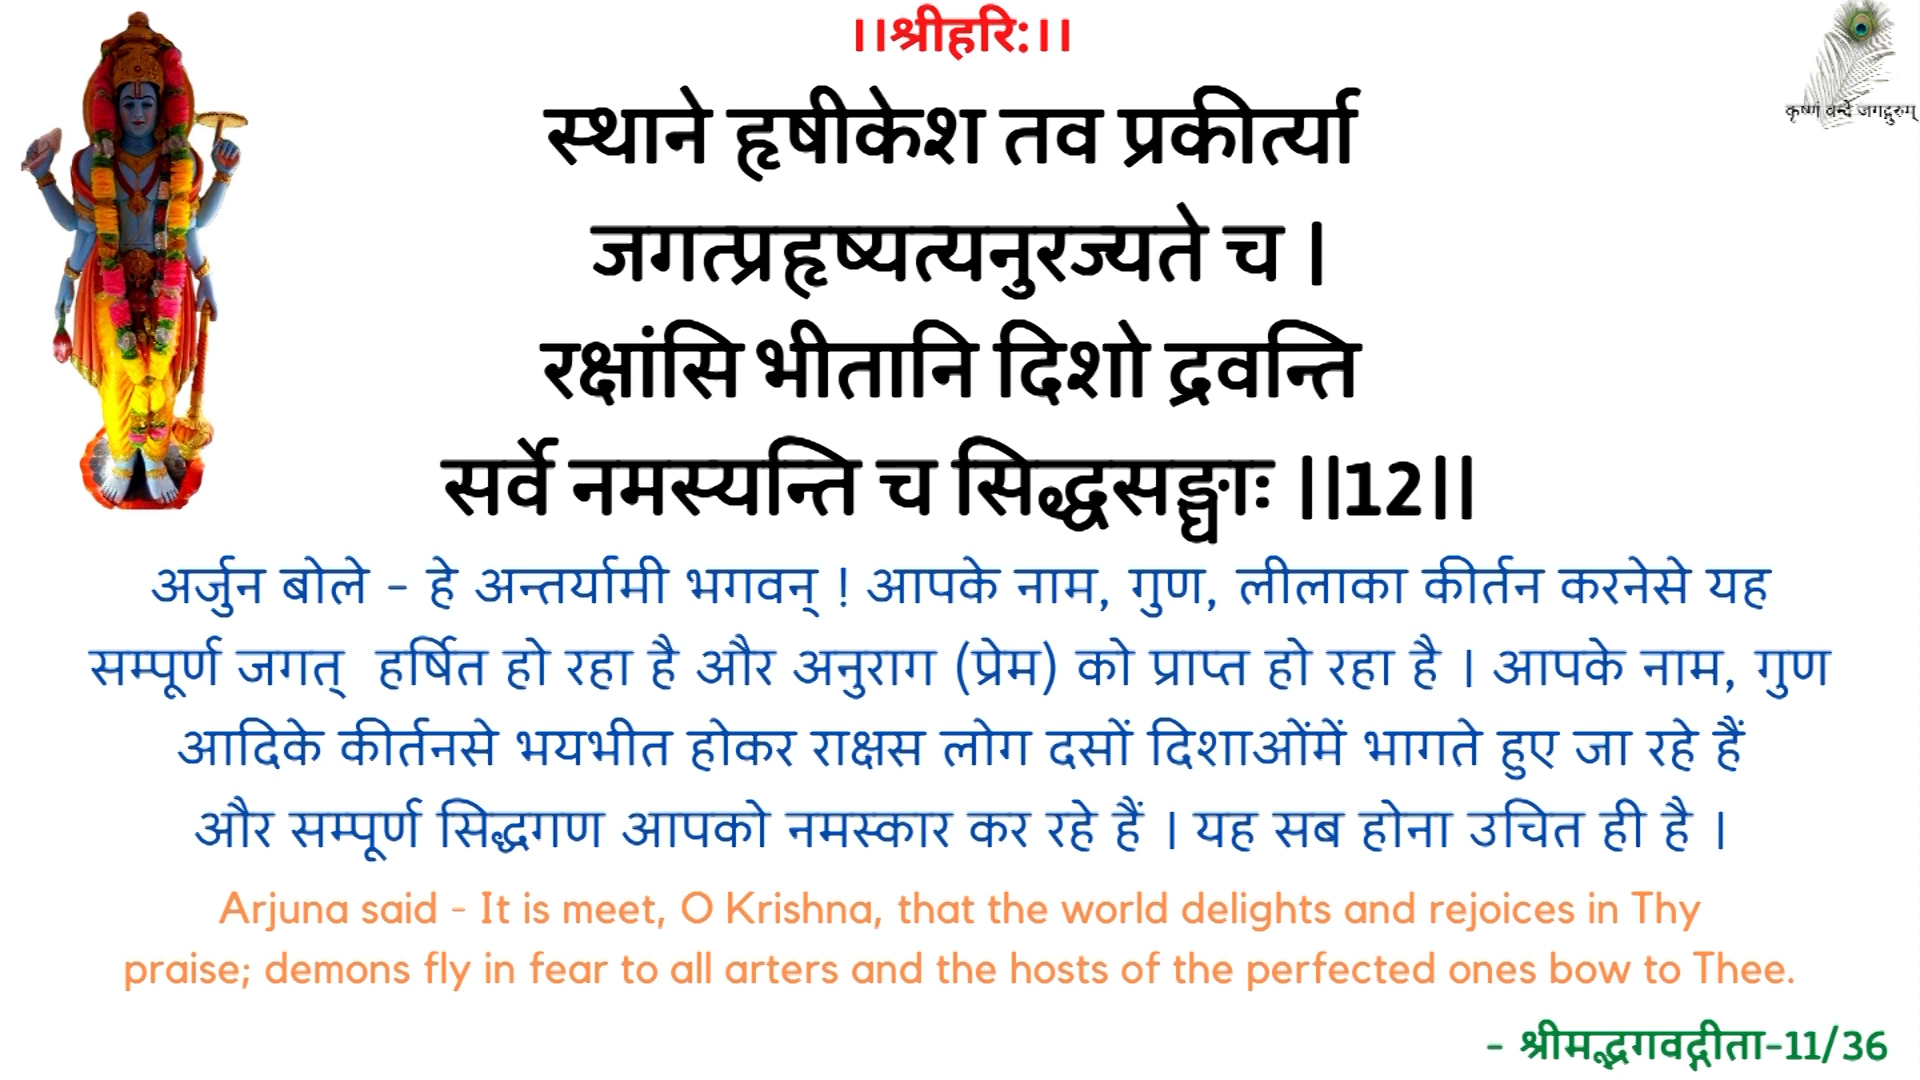 ।।श्रीहरि:।।
कृष्णं वन्दे जगद्गुरुम्
स्थाने हृषीकेश तव प्रकीर्त्या
जगत्प्रहृष्यत्यनुरज्यते च |
रक्षांसि भीतानि दिशो द्रवन्ति
सर्वे नमस्यन्ति च सिद्धसङ्घाः ||12||
अर्जुन बोले - हे अन्तर्यामी भगवन् ! आपके नाम, गुण, लीलाका कीर्तन करनेसे यह
सम्पूर्ण जगत् हर्षित हो रहा है और अनुराग (प्रेम) को प्राप्त हो रहा है । आपके नाम, गुण
आदिके कीर्तनसे भयभीत होकर राक्षस लोग दसों दिशाओंमें भागते हुए जा रहे हैं
और सम्पूर्ण सिद्धगण आपको नमस्कार कर रहे हैं । यह सब होना उचित ही है ।
Arjuna said - It is meet, O Krishna, that the world delights and rejoices in Thy
praise; demons fly in fear to all arters and the hosts of the perfected ones bow to Thee.
- श्रीमद्भगवद्गीता-11/36